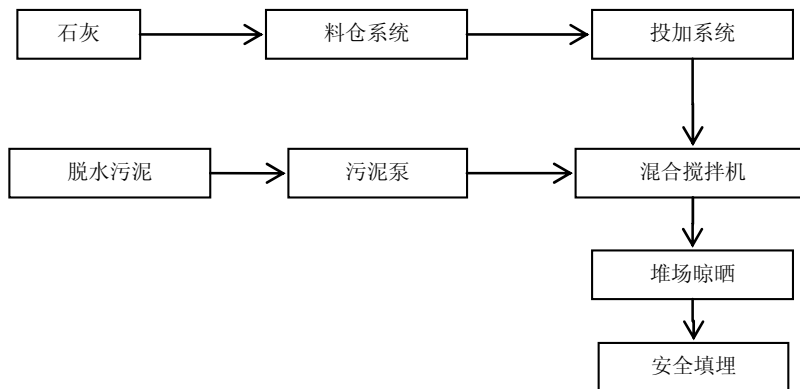 石灰
料仓系统
投加系统
脱水污泥
污泥泵
混合搅拌机
堆场晾晒
安全填埋